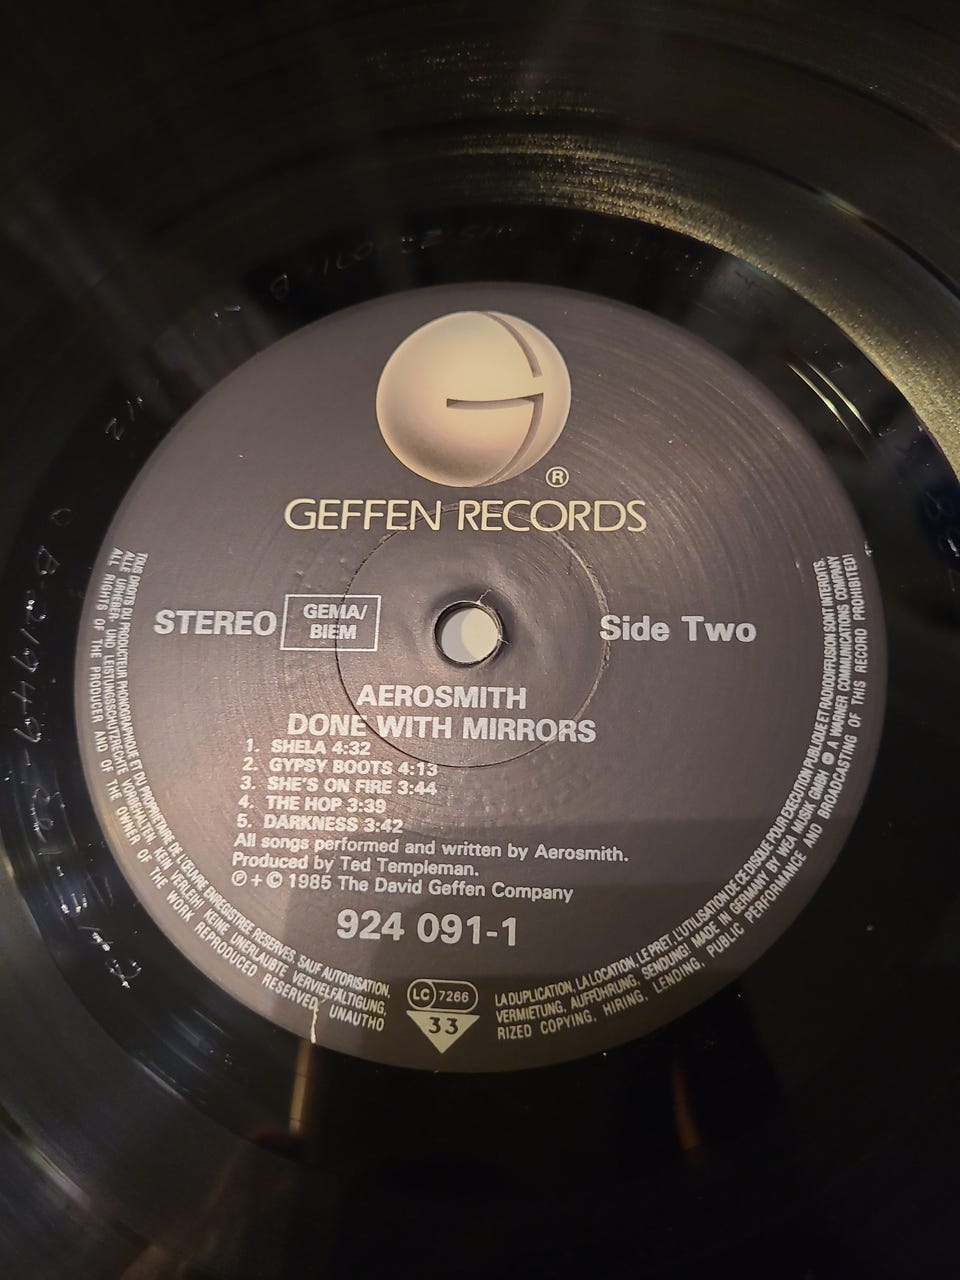 ®
GEFFEN RECORDS
STEREO
GEMA/
BIEM
Side Two
AEROSMITH
DONE WITH MIRRORS
1. SHELA 4:32
2. GYPSY BOOTS 4:13
3. SHE'S ON FIRE 3:44
4. THE HOP 3:39
5. DARKNESS 3:42
All songs performed and written by Aerosmith.
Produced by Ted Templeman.
℗ + © 1985 The David Geffen Company
924 091-1
LC 7266
33
TOUS DROITS DU PRODUCTEUR PHONOGRAPHIQUE ET DU PROPRIETAIRE DE L'ŒUVRE ENREGISTREE RESERVES. SAUF AUTORISATION,
LA DUPLICATION, LA LOCATION, LE PRET, L'UTILISATION DE CE DISQUE POUR EXECUTION PUBLIQUE ET RADIODIFFUSION SONT INTERDITS.
ALLE URHEBER- UND LEISTUNGSSCHUTZRECHTE VORBEHALTEN. KEIN VERLEIH! KEINE UNERLAUBTE VERVIELFÄLTIGUNG,
VERMIETUNG, AUFFÜHRUNG, SENDUNG! MADE IN GERMANY BY WEA MUSIK GMBH A WARNER COMMUNICATIONS COMPANY
ALL RIGHTS OF THE PRODUCER AND OF THE OWNER OF THE WORK REPRODUCED RESERVED UNAUTHO
RIZED COPYING, HIRING, LENDING, PUBLIC PERFORMANCE AND BROADCASTING OF THIS RECORD PROHIBITED!